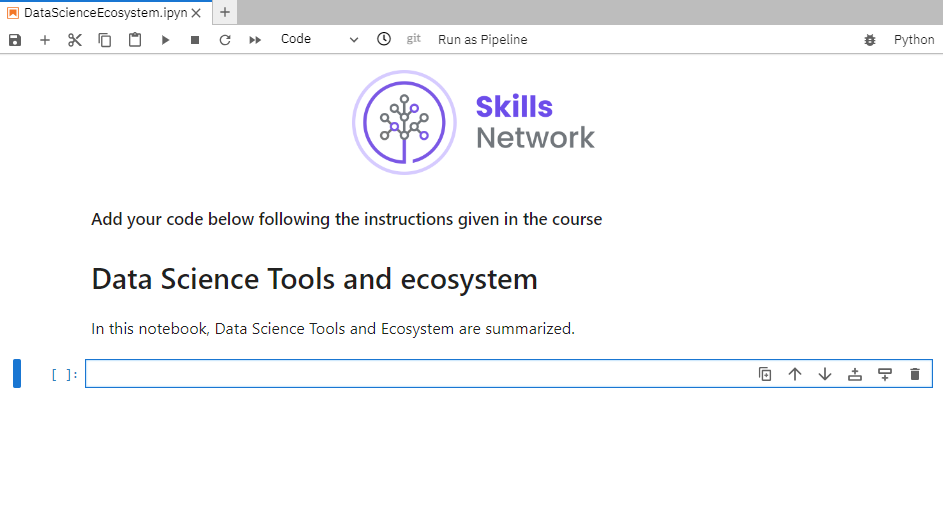 DataScienceEcosystem.ipyn
Code git Run as Pipeline Python
Skills
Network
Add your code below following the instructions given in the course
Data Science Tools and ecosystem
In this notebook, Data Science Tools and Ecosystem are summarized.
[ ]: